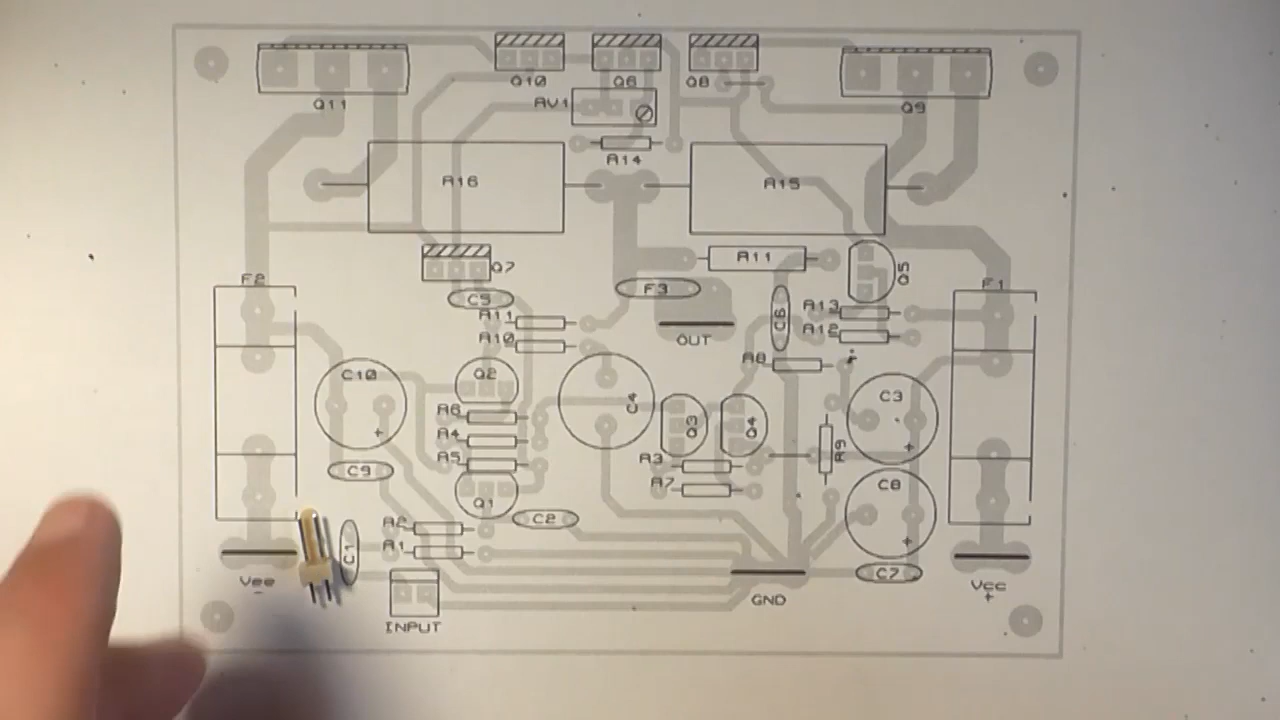 Q10
Q6
Q8
Q11
Q9
RV1
R14
R16
R15
Q7
R11
Q5
F2
F3
F1
C5
C6
R13
R11
R12
OUT
R10
R8
C10
Q2
C3
C4
R6
Q3
Q4
R4
R9
R5
R3
C9
R7
C8
Q1
C2
R2
R1
C1
C7
Vee
-
Vcc
+
GND
INPUT
+
+
+